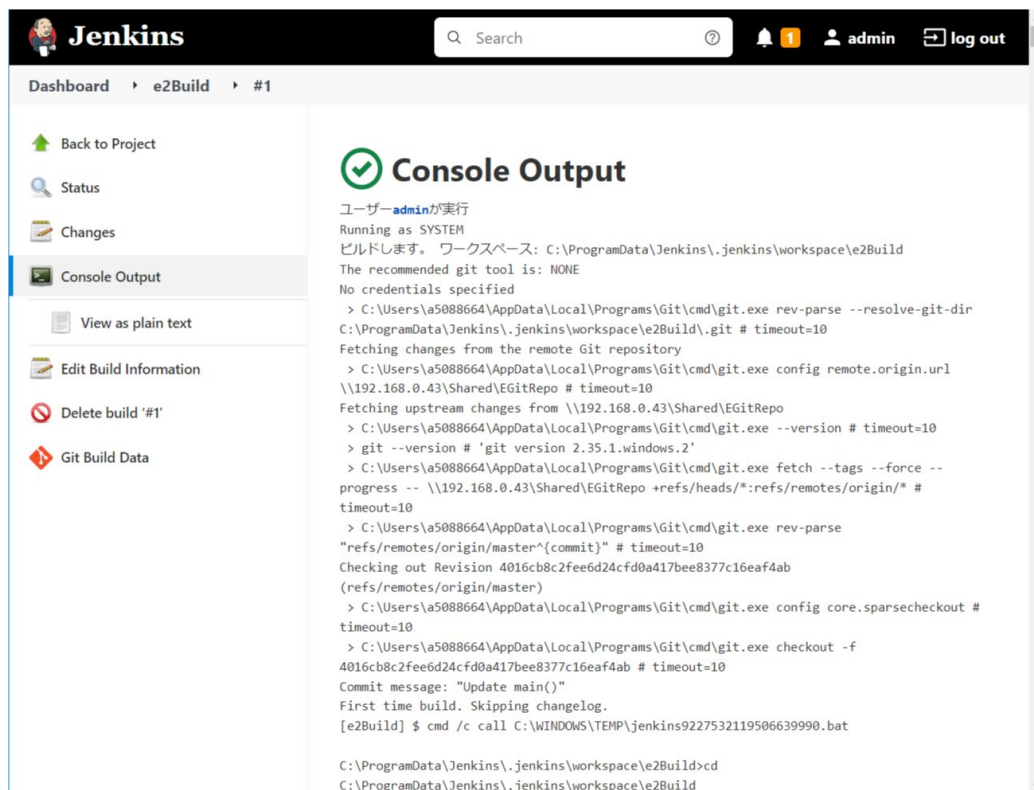 Jenkins
Search
1
admin
log out
Dashboard
e2Build
#1
Back to Project
Status
Changes
Console Output
View as plain text
Edit Build Information
Delete build ‘#1’
Git Build Data
Console Output
ユーザーadminが実行
Running as SYSTEM
ビルドします。 ワークスペース: C:\ProgramData\Jenkins\.jenkins\workspace\e2Build
The recommended git tool is: NONE
No credentials specified
> C:\Users\a5088664\AppData\Local\Programs\Git\cmd\git.exe rev-parse --resolve-git-dir
C:\ProgramData\Jenkins\.jenkins\workspace\e2Build\.git # timeout=10
Fetching changes from the remote Git repository
> C:\Users\a5088664\AppData\Local\Programs\Git\cmd\git.exe config remote.origin.url
\\192.168.0.43\Shared\EGitRepo # timeout=10
Fetching upstream changes from \\192.168.0.43\Shared\EGitRepo
> C:\Users\a5088664\AppData\Local\Programs\Git\cmd\git.exe --version # timeout=10
> git --version # 'git version 2.35.1.windows.2'
> C:\Users\a5088664\AppData\Local\Programs\Git\cmd\git.exe fetch --tags --force --
progress -- \\192.168.0.43\Shared\EGitRepo +refs/heads/*:refs/remotes/origin/* #
timeout=10
> C:\Users\a5088664\AppData\Local\Programs\Git\cmd\git.exe rev-parse
"refs/remotes/origin/master^{commit}" # timeout=10
Checking out Revision 4016cb8c2fee6d24cfd0a417bee8377c16eaf4ab
(refs/remotes/origin/master)
> C:\Users\a5088664\AppData\Local\Programs\Git\cmd\git.exe config core.sparsecheckout #
timeout=10
> C:\Users\a5088664\AppData\Local\Programs\Git\cmd\git.exe checkout -f
4016cb8c2fee6d24cfd0a417bee8377c16eaf4ab # timeout=10
Commit message: "Update main()"
First time build. Skipping changelog.
[e2Build] $ cmd /c call C:\WINDOWS\TEMP\jenkins9227532119506639990.bat
C:\ProgramData\Jenkins\.jenkins\workspace\e2Build>cd
C:\ProgramData\Jenkins\.jenkins\workspace\e2Build